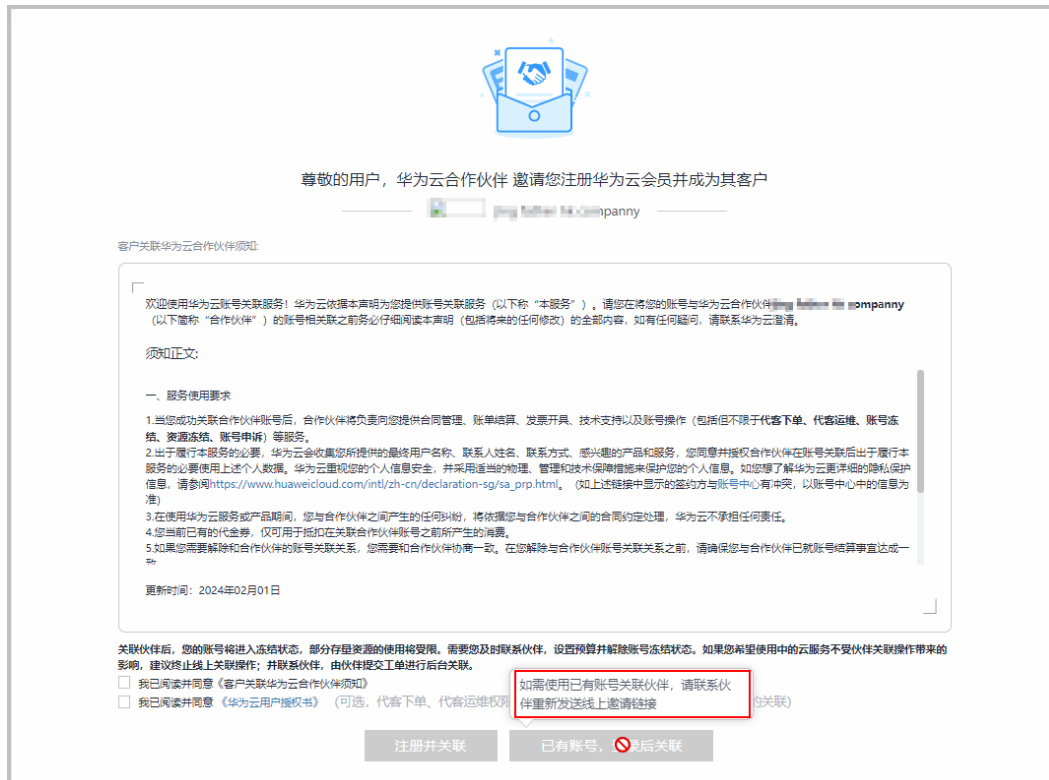 尊敬的用户，华为云合作伙伴 邀请您注册华为云会员并成为其客户
companny
客户关联华为云合作伙伴须知:
欢迎使用华为云账号关联服务！华为云依据本声明为您提供账号关联服务（以下称“本服务”）。请您在将您的账号与华为云合作伙伴 companny
（以下简称“合作伙伴”）的账号相关联之前务必仔细阅读本声明（包括将来的任何修改）的全部内容，如有任何疑问，请联系华为云澄清。
须知正文:
一、服务使用要求
1.当您成功关联合作伙伴账号后，合作伙伴将负责向您提供合同管理、账单结算、发票开具、技术支持以及账号操作（包括但不限于代客下单、代客运维、账号冻
结、资源冻结、账号申诉）等服务。
2.出于履行本服务的必要，华为云会收集您所提供的最终用户名称、联系人姓名、联系方式、感兴趣的产品和服务，您同意并授权合作伙伴在账号关联后出于履行本
服务的必要使用上述个人数据。华为云重视您的个人信息安全，并采用适当的物理、管理和技术保障措施来保护您的个人信息。如您想了解华为云更详细的隐私保护
信息，请参阅https://www.huaweicloud.com/intl/zh-cn/declaration-sg/sa_prp.html。（如上述链接中显示的签约方与账号中心有冲突，以账号中心中的信息为
准）
3.在使用华为云服务或产品期间，您与合作伙伴之间产生的任何纠纷，将依据您与合作伙伴之间的合同约定处理，华为云不承担任何责任。
4.您当前已有的代金券，仅可用于抵扣在关联合作伙伴账号之前所产生的消费。
5.如果您需要解除和合作伙伴的账号关联关系，您需要和合作伙伴协商一致。在您解除与合作伙伴账号关联关系之前，请确保您与合作伙伴已就账号结算事宜达成一
更新时间：2024年02月01日
关联伙伴后，您的账号将进入冻结状态，部分存量资源的使用将受限。需要您及时联系伙伴，设置预算并解除账号冻结状态。如果您希望使用中的云服务不受伙伴关联操作带来的
影响，建议终止线上关联操作；并联系伙伴，由伙伴提交工单进行后台关联。
我已阅读并同意《客户关联华为云合作伙伴须知》
我已阅读并同意 《华为云用户授权书》 （可选，代客下单、代客运维权 的关联）
如需使用已有账号关联伙伴，请联系伙
伴重新发送线上邀请链接
注册并关联
已有账号， 录后关联